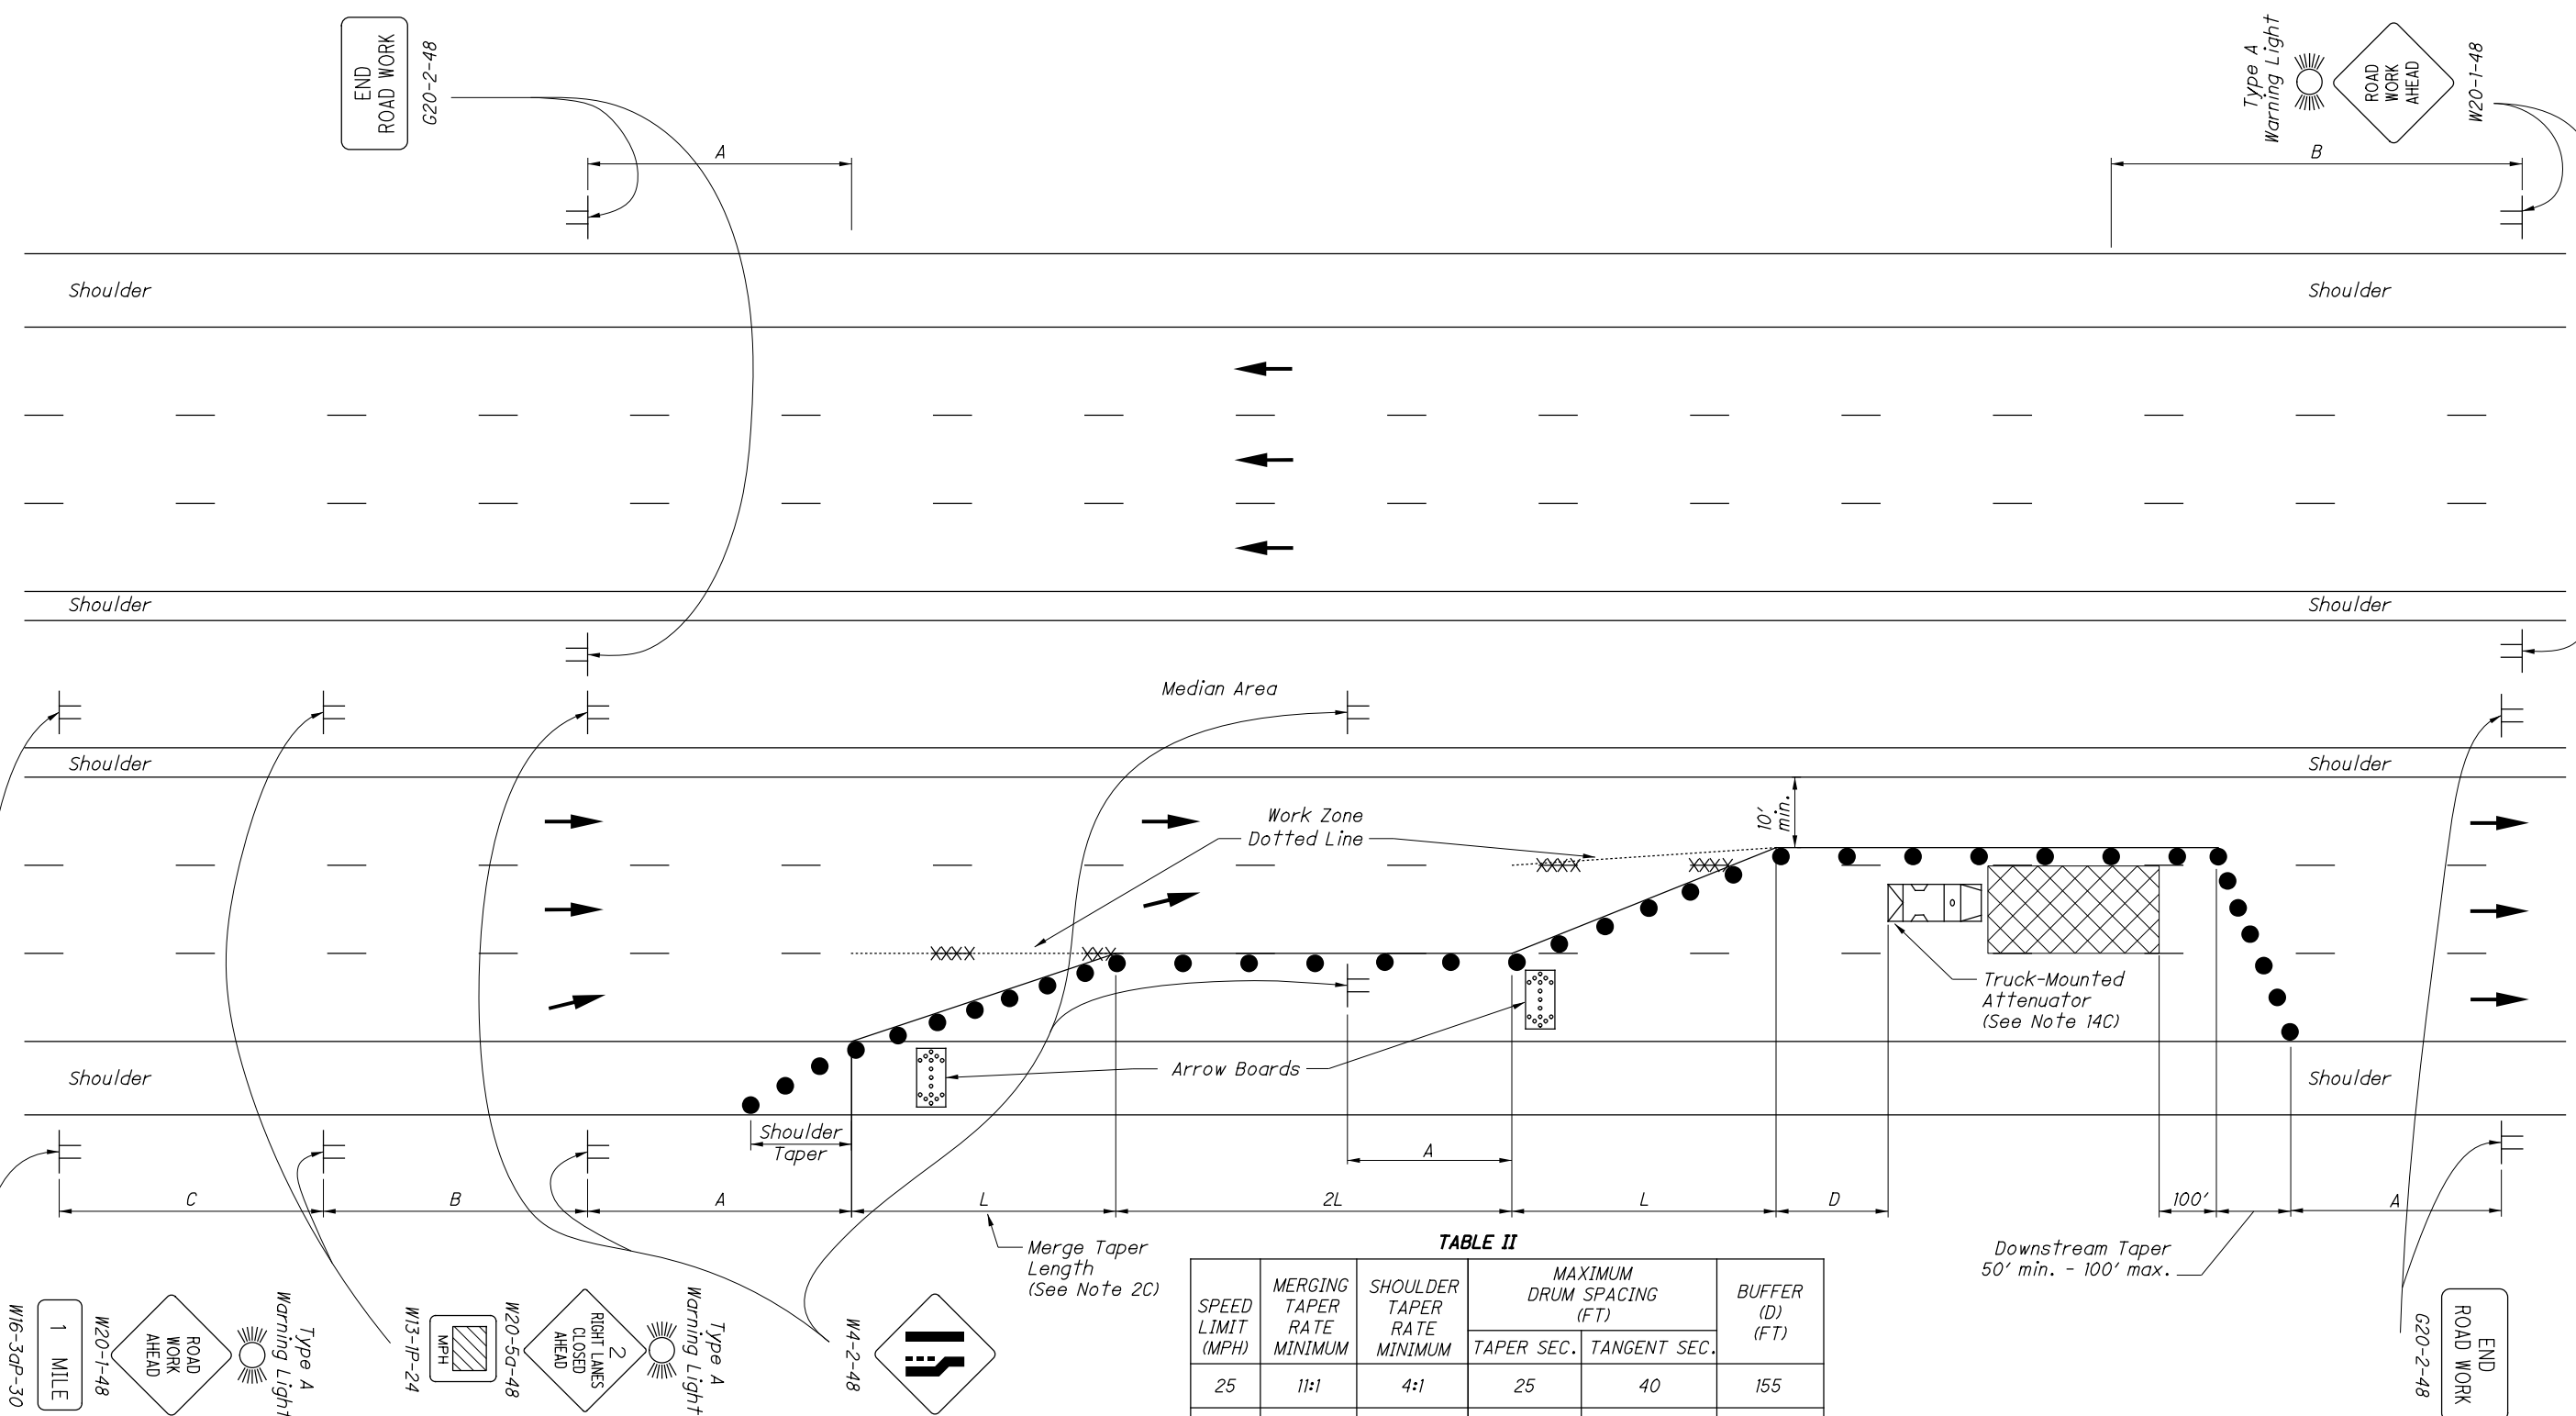 END
ROAD WORK
G20-2-48
Type A
Warning Light
ROAD
WORK
AHEAD
W20-1-48
A
B
Shoulder
Shoulder
Shoulder
Shoulder
Median Area
Shoulder
Shoulder
Work Zone
Dotted Line
10' min.
Truck-Mounted
Attenuator
(See Note 14C)
Arrow Boards
Shoulder
Shoulder
Shoulder
Taper
A
C
B
A
L
2L
L
D
100'
A
Merge Taper
Length
(See Note 2C)
Downstream Taper
50' min. - 100' max.
W16-3aP-30
1 MILE
W20-1-48
ROAD
WORK
AHEAD
Type A
Warning Light
W13-1P-24
MPH
W20-5a-48
2
RIGHT LANES
CLOSED
AHEAD
Type A
Warning Light
W4-2-48
TABLE II
SPEED LIMIT (MPH)
MERGING TAPER RATE MINIMUM
SHOULDER TAPER RATE MINIMUM
MAXIMUM DRUM SPACING (FT)
TAPER SEC.
TANGENT SEC.
BUFFER (D) (FT)
25
11:1
4:1
25
40
155
G20-2-48
END
ROAD WORK